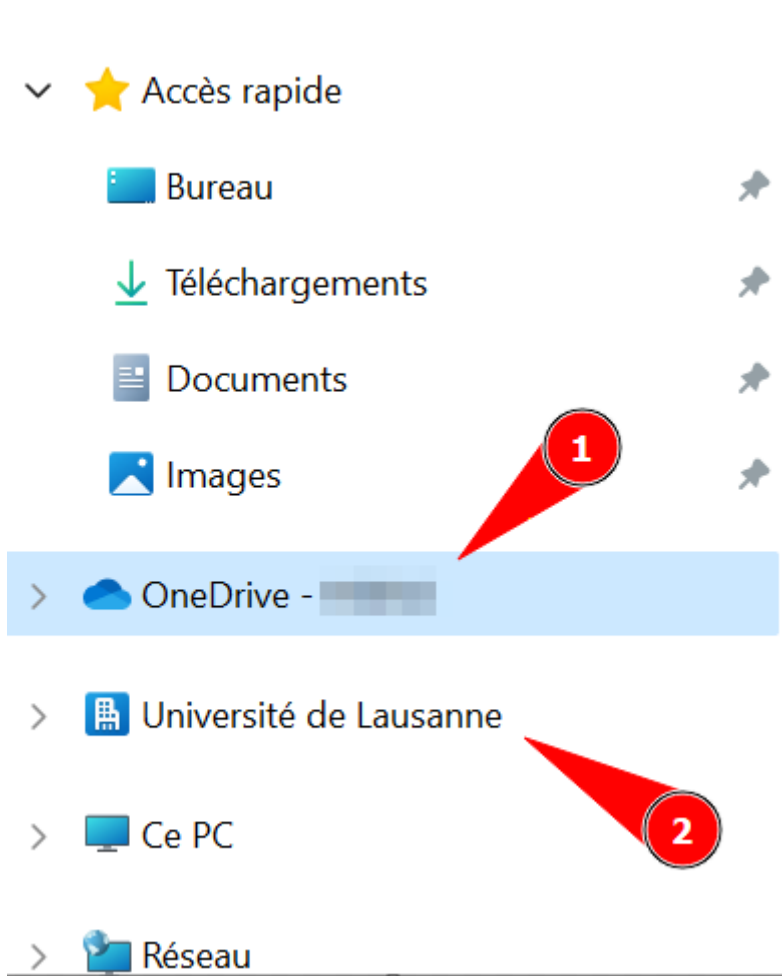 Accès rapide
Bureau
Téléchargements
Documents
Images
1
OneDrive -
Université de Lausanne
2
Ce PC
Réseau